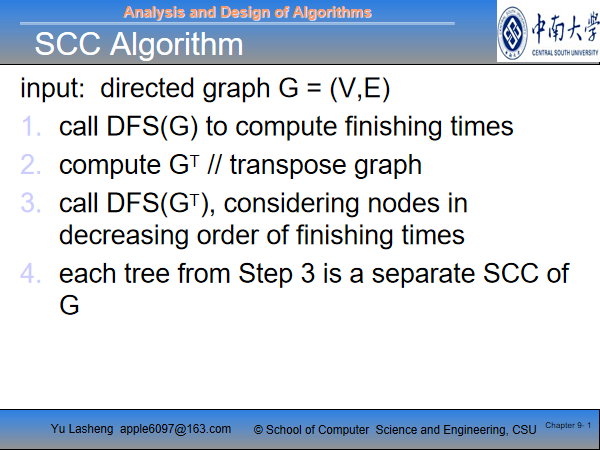 Analysis and Design of Algorithms
SCC Algorithm
中南大学
CENTRAL SOUTH UNIVERSITY
input:  directed graph G = (V,E)
1. call DFS(G) to compute finishing times
2. compute Gᵀ // transpose graph
3. call DFS(Gᵀ), considering nodes in
decreasing order of finishing times
4. each tree from Step 3 is a separate SCC of
G
Yu Lasheng  apple6097@163.com
© School of Computer  Science and Engineering, CSU
Chapter 9- 1